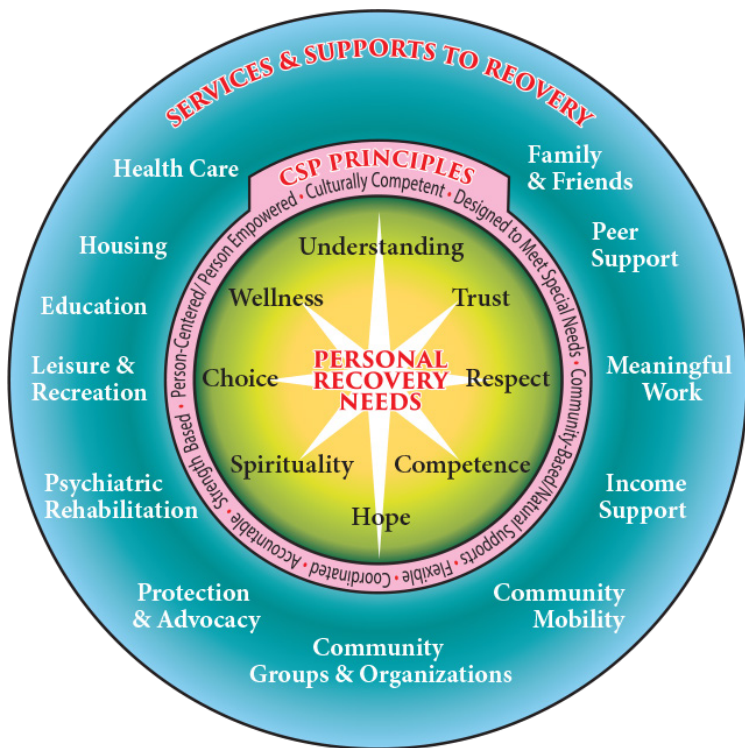 SERVICES & SUPPORTS TO REOVERY
Health Care
Housing
Education
Leisure &
Recreation
Psychiatric
Rehabilitation
Protection
& Advocacy
Community
Groups & Organizations
Community
Mobility
Income
Support
Meaningful
Work
Peer
Support
Family
& Friends
CSP PRINCIPLES
Person-Centered/ Person Empowered • Culturally Competent • Designed to Meet Special Needs • Community-Based/Natural Supports • Flexible • Coordinated • Accountable • Strength Based •
Understanding
Wellness
Trust
Choice
PERSONAL
RECOVERY
NEEDS
Respect
Spirituality
Competence
Hope